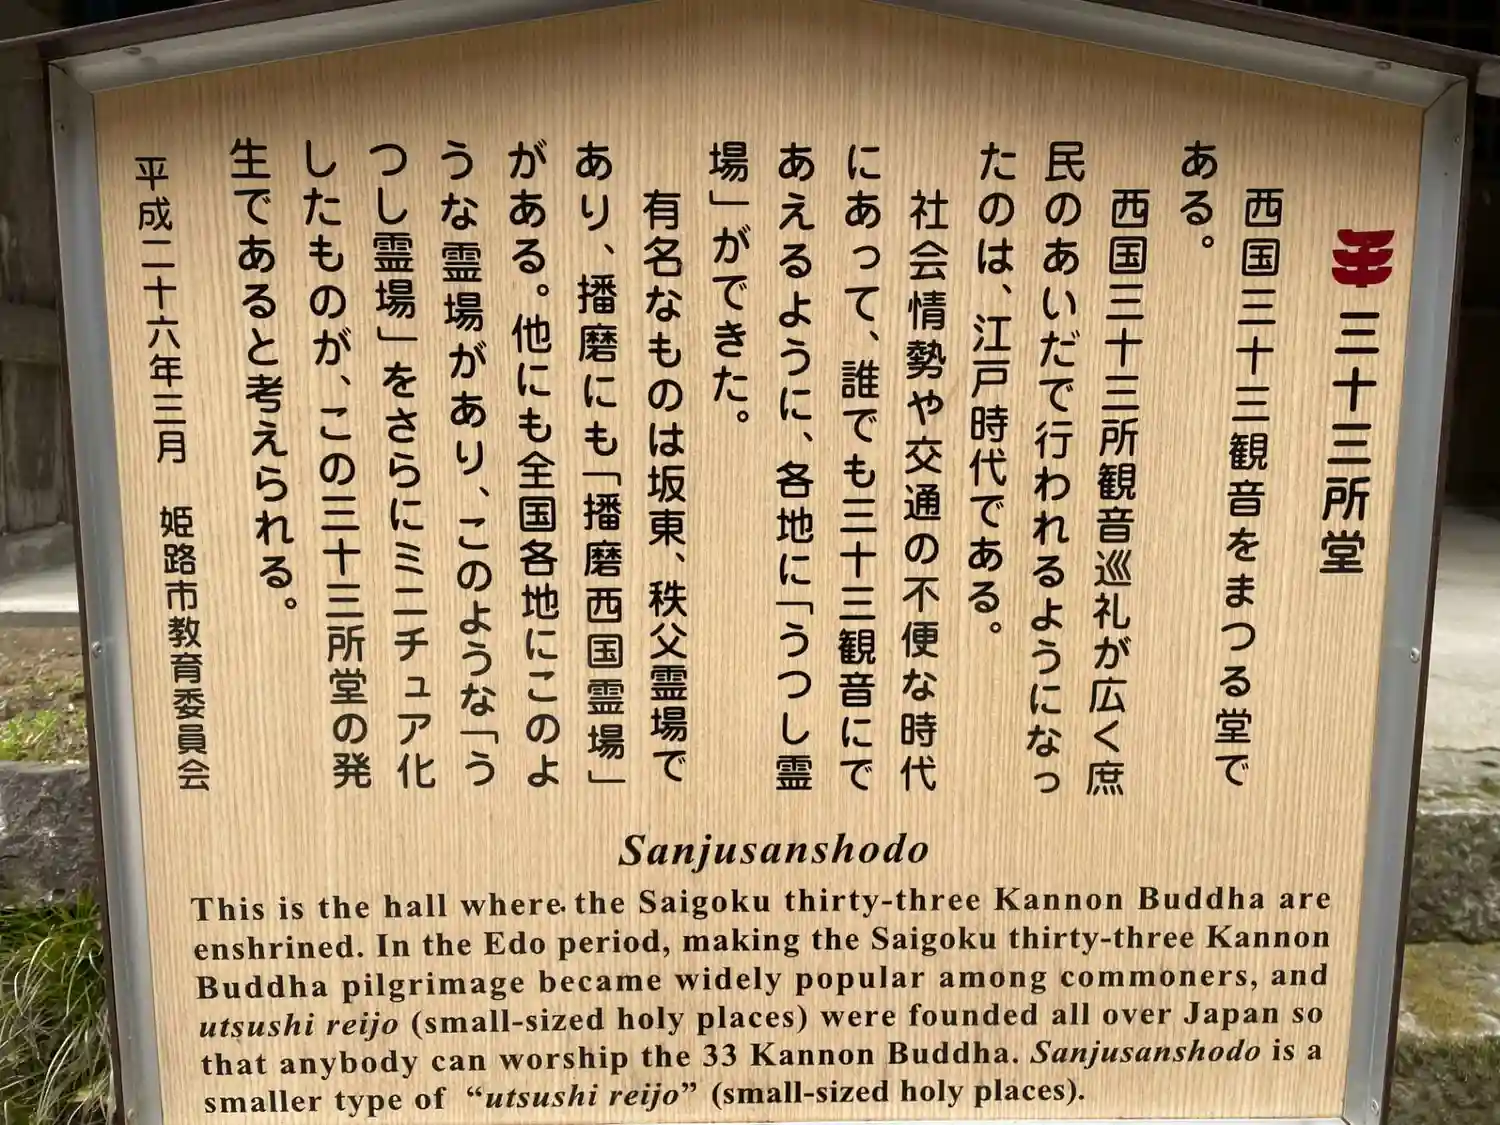 三十三所堂
西国三十三観音をまつる堂で
ある。
西国三十三所観音巡礼が広く庶
民のあいだで行われるようになっ
たのは、江戸時代である。
社会情勢や交通の不便な時代
にあって、誰でも三十三観音にで
あえるように、各地に「うつし霊
場」ができた。
有名なものは坂東、秩父霊場で
あり、播磨にも「播磨西国霊場」
がある。他にも全国各地にこのよ
うな霊場があり、このような「う
つし霊場」をさらにミニチュア化
したものが、この三十三所堂の発
生であると考えられる。
平成二十六年三月 姫路市教育委員会
Sanjusanshodo
This is the hall where the Saigoku thirty-three Kannon Buddha are
enshrined. In the Edo period, making the Saigoku thirty-three Kannon
Buddha pilgrimage became widely popular among commoners, and
utsushi reijo (small-sized holy places) were founded all over Japan so
that anybody can worship the 33 Kannon Buddha. Sanjusanshodo is a
smaller type of “utsushi reijo” (small-sized holy places).